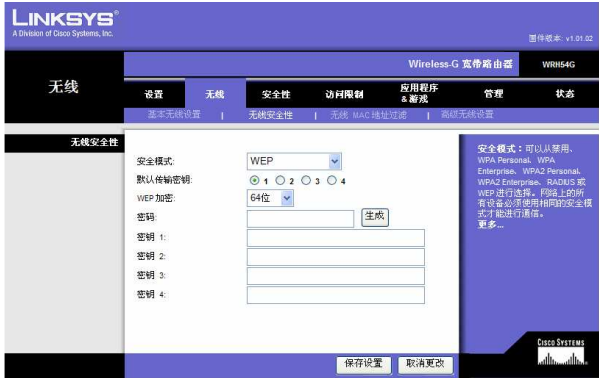 LINKSYS®
A Division of Cisco Systems, Inc.
固件版本: v1.01.02
Wireless-G 宽带路由器
WRH54G
无线
设置
无线
安全性
访问限制
应用程序
& 游戏
管理
状态
基本无线设置 | 无线安全性 | 无线 MAC 地址过滤 | 高级无线设置
无线安全性
安全模式:
WEP
默认传输密钥:
1 2 3 4
WEP 加密:
64位
密码:
生成
密钥 1:
密钥 2:
密钥 3:
密钥 4:
安全模式：可以从禁用、
WPA Personal、WPA
Enterprise、WPA2 Personal、
WPA2 Enterprise、RADIUS 或
WEP 进行选择。网络上的所
有设备必须使用相同的安全模
式才能进行通信。
更多...
保存设置
取消更改
CISCO SYSTEMS